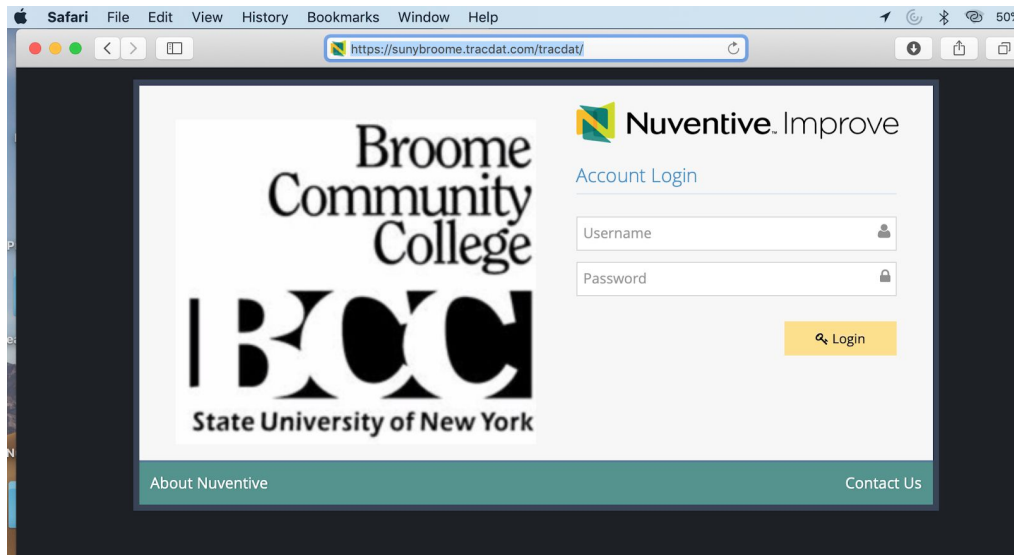 Safari File Edit View History Bookmarks Window Help 50%
https://sunybroome.tracdat.com/tracdat/
Broome
Community
College
BCC
State University of New York
Nuventive™ Improve
Account Login
Username
Password
Login
About Nuventive
Contact Us